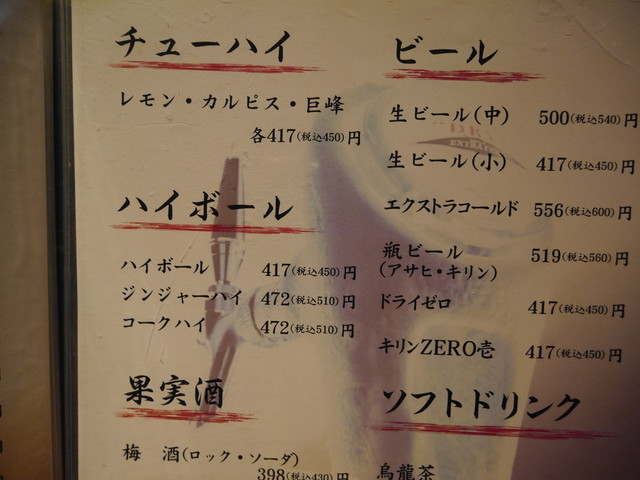 チューハイ
レモン・カルピス・巨峰
各417(税込450)円
ハイボール
ハイボール 417(税込450)円
ジンジャーハイ 472(税込510)円
コークハイ 472(税込510)円
果実酒
梅 酒(ロック・ソーダ)
398(税込430)円
ビール
生ビール(中) 500(税込540)円
生ビール(小) 417(税込450)円
エクストラコールド 556(税込600)円
瓶ビール 519(税込560)円
(アサヒ・キリン)
ドライゼロ 417(税込450)円
キリンZERO壱 417(税込450)円
ソフトドリンク
烏龍茶